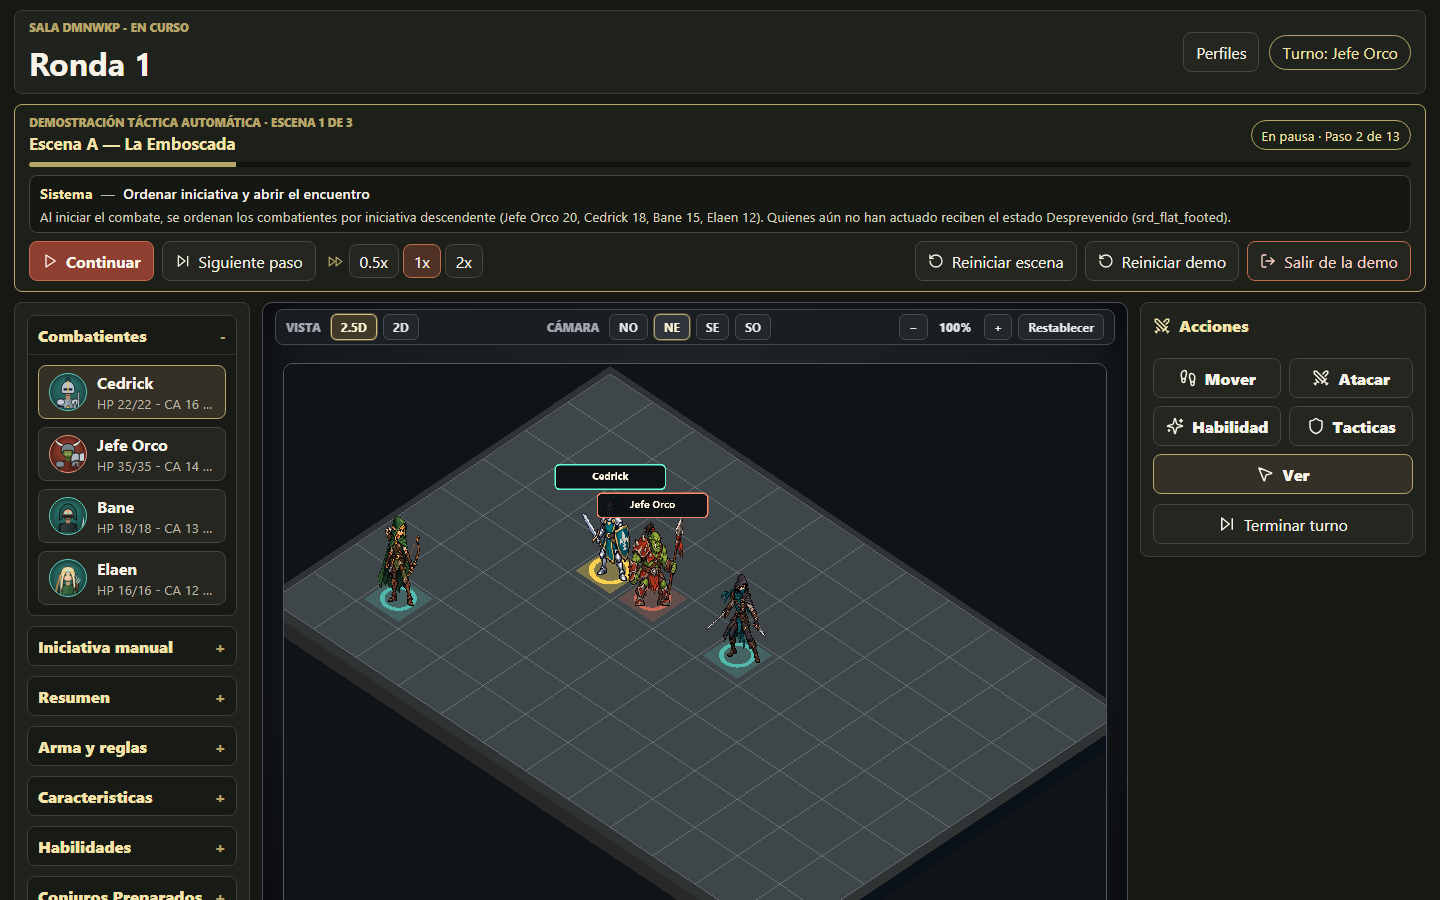 SALA DMNWKP - EN CURSO
Ronda 1
Perfiles
Turno: Jefe Orco
DEMOSTRACIÓN TÁCTICA AUTOMÁTICA · ESCENA 1 DE 3
Escena A — La Emboscada
En pausa · Paso 2 de 13
Sistema — Ordenar iniciativa y abrir el encuentro
Al iniciar el combate, se ordenan los combatientes por iniciativa descendente (Jefe Orco 20, Cedrick 18, Bane 15, Elaen 12). Quienes aún no han actuado reciben el estado Desprevenido (srd_flat_footed).
Continuar
Siguiente paso
0.5x
1x
2x
Reiniciar escena
Reiniciar demo
Salir de la demo
Combatientes -
Cedrick
HP 22/22 - CA 16 ...
Jefe Orco
HP 35/35 - CA 14 ...
Bane
HP 18/18 - CA 13 ...
Elaen
HP 16/16 - CA 12 ...
Iniciativa manual +
Resumen +
Arma y reglas +
Caracteristicas +
Habilidades +
Conjuros Preparados +
VISTA 2.5D 2D
CÁMARA NO NE SE SO
− 100% + Restablecer
Cedrick
Jefe Orco
Acciones
Mover
Atacar
Habilidad
Tacticas
Ver
Terminar turno